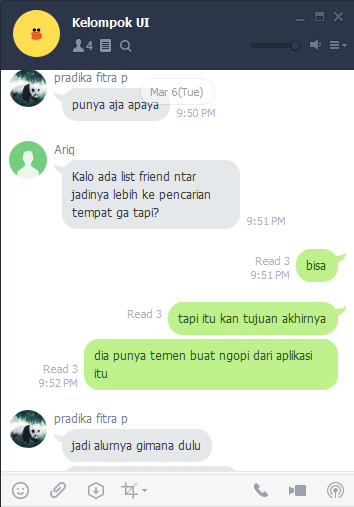 Kelompok UI
4
pradika fitra p
Mar 6(Tue)
punya aja apaya
9:50 PM
Ariq
Kalo ada list friend ntar
jadinya lebih ke pencarian
tempat ga tapi?
9:51 PM
Read 3
9:51 PM
bisa
Read 3
tapi itu kan tujuan akhirnya
dia punya temen buat ngopi dari aplikasi
itu
Read 3
9:52 PM
pradika fitra p
jadi alurnya gimana dulu